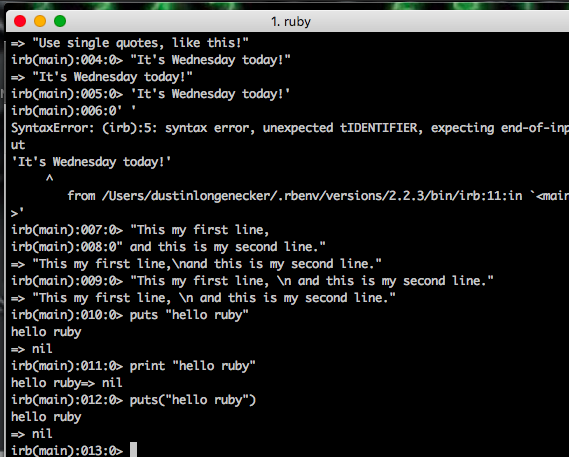 1. ruby
=> "Use single quotes, like this!"
irb(main):004:0> "It's Wednesday today!"
=> "It's Wednesday today!"
irb(main):005:0> 'It's Wednesday today!'
irb(main):006:0' '
SyntaxError: (irb):5: syntax error, unexpected tIDENTIFIER, expecting end-of-inp
ut
'It's Wednesday today!'
^
from /Users/dustinlongenecker/.rbenv/versions/2.2.3/bin/irb:11:in `<main
>'
irb(main):007:0> "This my first line,
irb(main):008:0" and this is my second line."
=> "This my first line,\nand this is my second line."
irb(main):009:0> "This my first line, \n and this is my second line."
=> "This my first line, \n and this is my second line."
irb(main):010:0> puts "hello ruby"
hello ruby
=> nil
irb(main):011:0> print "hello ruby"
hello ruby=> nil
irb(main):012:0> puts("hello ruby")
hello ruby
=> nil
irb(main):013:0>